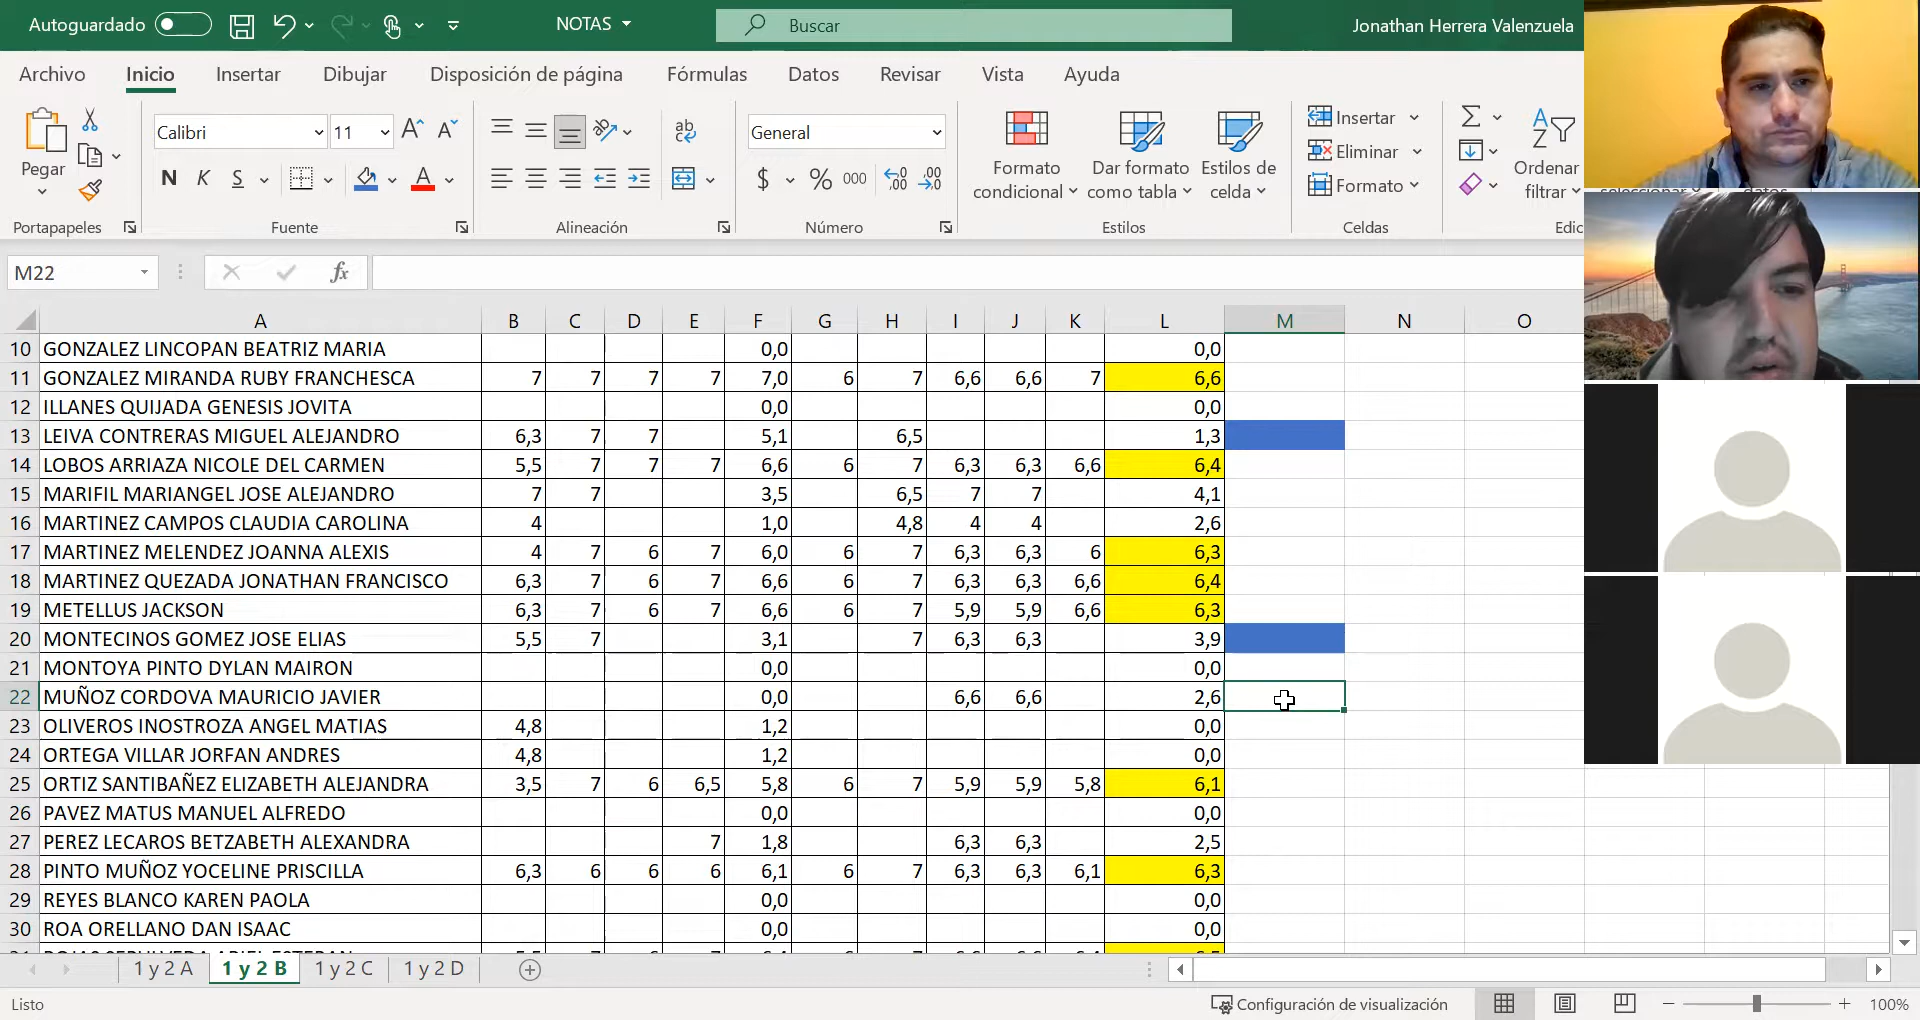 Autoguardado NOTAS Buscar Jonathan Herrera Valenzuela
Archivo Inicio Insertar Dibujar Disposición de página Fórmulas Datos Revisar Vista Ayuda
Pegar
Portapapeles
Calibri 11
N K S
Fuente
Alineación
General
$ % 000
Número
Formato condicional
Dar formato como tabla
Estilos de celda
Estilos
Insertar
Eliminar
Formato
Celdas
Ordenar
filtrar
Edic
M22 fx
A B C D E F G H I J K L M N O
10 GONZALEZ LINCOPAN BEATRIZ MARIA 0,0 0,0
11 GONZALEZ MIRANDA RUBY FRANCHESCA 7 7 7 7 7,0 6 7 6,6 6,6 7 6,6
12 ILLANES QUIJADA GENESIS JOVITA 0,0 0,0
13 LEIVA CONTRERAS MIGUEL ALEJANDRO 6,3 7 7 5,1 6,5 1,3
14 LOBOS ARRIAZA NICOLE DEL CARMEN 5,5 7 7 7 6,6 6 7 6,3 6,3 6,6 6,4
15 MARIFIL MARIANGEL JOSE ALEJANDRO 7 7 3,5 6,5 7 7 4,1
16 MARTINEZ CAMPOS CLAUDIA CAROLINA 4 1,0 4,8 4 4 2,6
17 MARTINEZ MELENDEZ JOANNA ALEXIS 4 7 6 7 6,0 6 7 6,3 6,3 6 6,3
18 MARTINEZ QUEZADA JONATHAN FRANCISCO 6,3 7 6 7 6,6 6 7 6,3 6,3 6,6 6,4
19 METELLUS JACKSON 6,3 7 6 7 6,6 6 7 5,9 5,9 6,6 6,3
20 MONTECINOS GOMEZ JOSE ELIAS 5,5 7 3,1 7 6,3 6,3 3,9
21 MONTOYA PINTO DYLAN MAIRON 0,0 0,0
22 MUÑOZ CORDOVA MAURICIO JAVIER 0,0 6,6 6,6 2,6
23 OLIVEROS INOSTROZA ANGEL MATIAS 4,8 1,2 0,0
24 ORTEGA VILLAR JORFAN ANDRES 4,8 1,2 0,0
25 ORTIZ SANTIBAÑEZ ELIZABETH ALEJANDRA 3,5 7 6 6,5 5,8 6 7 5,9 5,9 5,8 6,1
26 PAVEZ MATUS MANUEL ALFREDO 0,0 0,0
27 PEREZ LECAROS BETZABETH ALEXANDRA 7 1,8 6,3 6,3 2,5
28 PINTO MUÑOZ YOCELINE PRISCILLA 6,3 6 6 6 6,1 6 7 6,3 6,3 6,1 6,3
29 REYES BLANCO KAREN PAOLA 0,0 0,0
30 ROA ORELLANO DAN ISAAC 0,0 0,0
1 y 2 A 1 y 2 B 1 y 2 C 1 y 2 D
Listo Configuración de visualización 100%